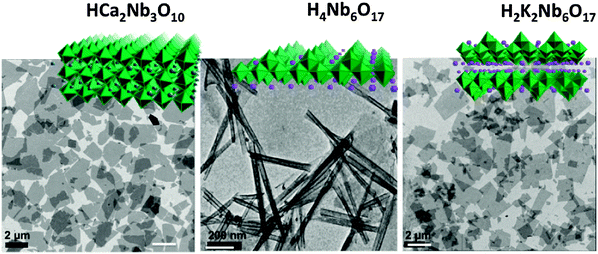 HCa₂Nb₃O₁₀
H₄Nb₆O₁₇
H₂K₂Nb₆O₁₇
2 µm
200 nm
2 µm